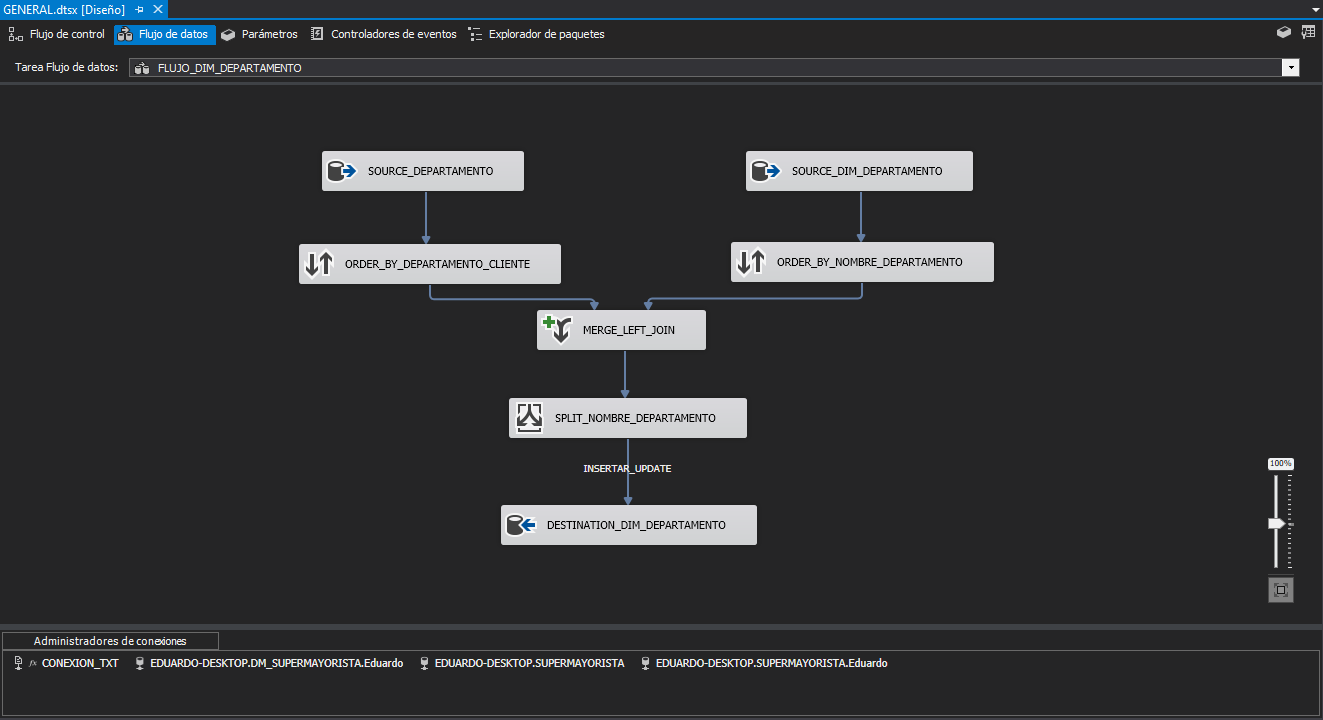 GENERAL.dtsx [Diseño]
Flujo de control Flujo de datos Parámetros Controladores de eventos Explorador de paquetes
Tarea Flujo de datos: FLUJO_DIM_DEPARTAMENTO
SOURCE_DEPARTAMENTO SOURCE_DIM_DEPARTAMENTO
ORDER_BY_DEPARTAMENTO_CLIENTE ORDER_BY_NOMBRE_DEPARTAMENTO
MERGE_LEFT_JOIN
SPLIT_NOMBRE_DEPARTAMENTO
INSERTAR_UPDATE
100%
DESTINATION_DIM_DEPARTAMENTO
Administradores de conexiones
fx CONEXION_TXT EDUARDO-DESKTOP.DM_SUPERMAYORISTA.Eduardo EDUARDO-DESKTOP.SUPERMAYORISTA EDUARDO-DESKTOP.SUPERMAYORISTA.Eduardo